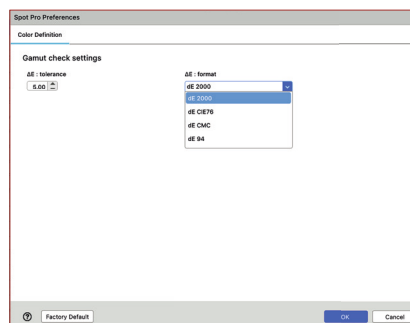 Spot Pro Preferences
Color Definition
Gamut check settings
ΔE : tolerance
ΔE : format
5.00
dE 2000
dE 2000
dE CIE76
dE CMC
dE 94
Factory Default
OK
Cancel